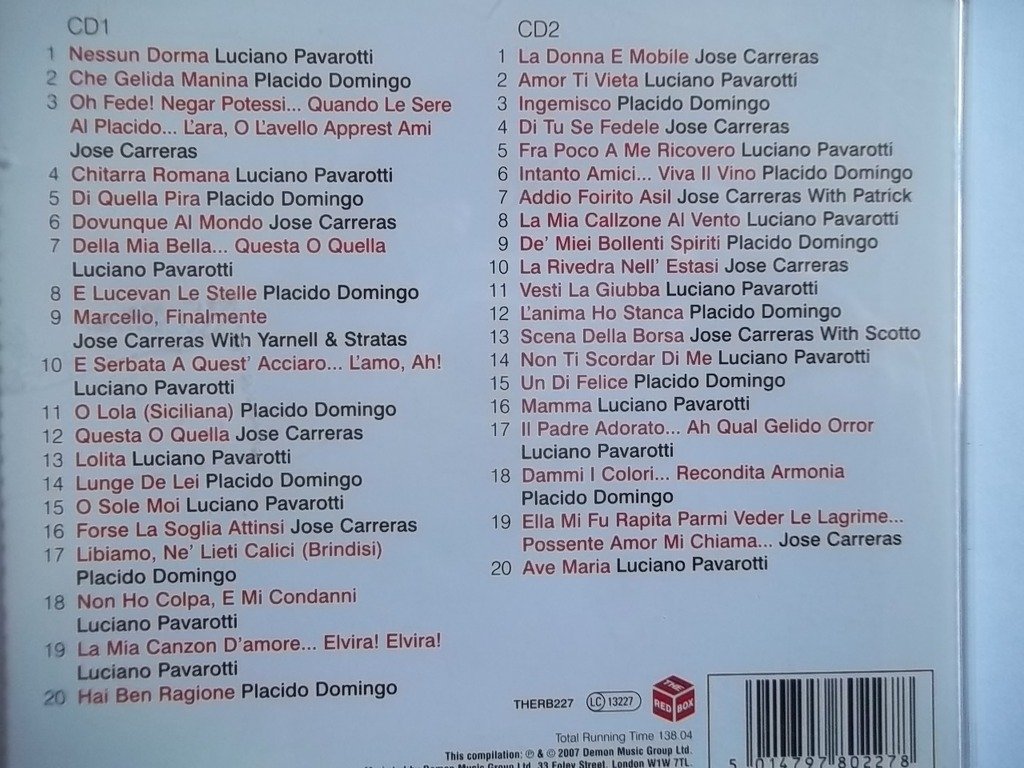 CD1
1 Nessun Dorma Luciano Pavarotti
2 Che Gelida Manina Placido Domingo
3 Oh Fede! Negar Potessi... Quando Le Sere
Al Placido... L'ara, O L'avello Apprest Ami
Jose Carreras
4 Chitarra Romana Luciano Pavarotti
5 Di Quella Pira Placido Domingo
6 Dovunque Al Mondo Jose Carreras
7 Della Mia Bella... Questa O Quella
Luciano Pavarotti
8 E Lucevan Le Stelle Placido Domingo
9 Marcello, Finalmente
Jose Carreras With Yarnell & Stratas
10 E Serbata A Quest' Acciaro... L'amo, Ah!
Luciano Pavarotti
11 O Lola (Siciliana) Placido Domingo
12 Questa O Quella Jose Carreras
13 Lolita Luciano Pavarotti
14 Lunge De Lei Placido Domingo
15 O Sole Moi Luciano Pavarotti
16 Forse La Soglia Attinsi Jose Carreras
17 Libiamo, Ne' Lieti Calici (Brindisi)
Placido Domingo
18 Non Ho Colpa, E Mi Condanni
Luciano Pavarotti
19 La Mia Canzon D'amore... Elvira! Elvira!
Luciano Pavarotti
20 Hai Ben Ragione Placido Domingo
CD2
1 La Donna E Mobile Jose Carreras
2 Amor Ti Vieta Luciano Pavarotti
3 Ingemisco Placido Domingo
4 Di Tu Se Fedele Jose Carreras
5 Fra Poco A Me Ricovero Luciano Pavarotti
6 Intanto Amici... Viva Il Vino Placido Domingo
7 Addio Foirito Asil Jose Carreras With Patrick
8 La Mia Callzone Al Vento Luciano Pavarotti
9 De' Miei Bollenti Spiriti Placido Domingo
10 La Rivedra Nell' Estasi Jose Carreras
11 Vesti La Giubba Luciano Pavarotti
12 L'anima Ho Stanca Placido Domingo
13 Scena Della Borsa Jose Carreras With Scotto
14 Non Ti Scordar Di Me Luciano Pavarotti
15 Un Di Felice Placido Domingo
16 Mamma Luciano Pavarotti
17 Il Padre Adorato... Ah Qual Gelido Orror
Luciano Pavarotti
18 Dammi I Colori... Recondita Armonia
Placido Domingo
19 Ella Mi Fu Rapita Parmi Veder Le Lagrime...
Possente Amor Mi Chiama... Jose Carreras
20 Ave Maria Luciano Pavarotti
THERB227
LC 13227
THE
RED BOX
Total Running Time 138.04
This compilation: ℗ & © 2007 Demon Music Group Ltd.
Demon Music Group Ltd. 33 Foley Street, London W1W 7TL.
5 014797 802278